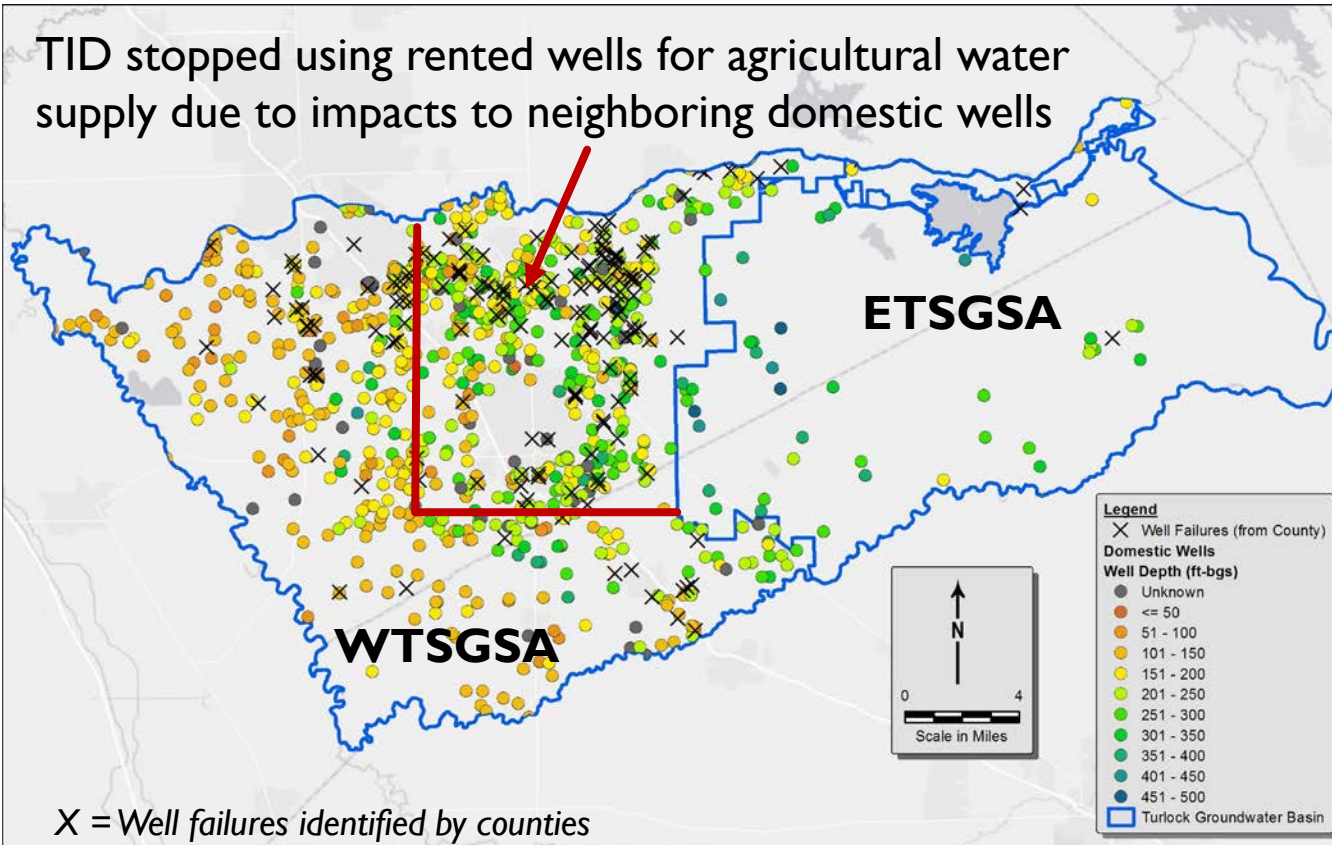 TID stopped using rented wells for agricultural water
supply due to impacts to neighboring domestic wells
ETSGSA
WTSGSA
N
0 4
Scale in Miles
Legend
X Well Failures (from County)
Domestic Wells
Well Depth (ft-bgs)
Unknown
<= 50
51 - 100
101 - 150
151 - 200
201 - 250
251 - 300
301 - 350
351 - 400
401 - 450
451 - 500
Turlock Groundwater Basin
X = Well failures identified by counties